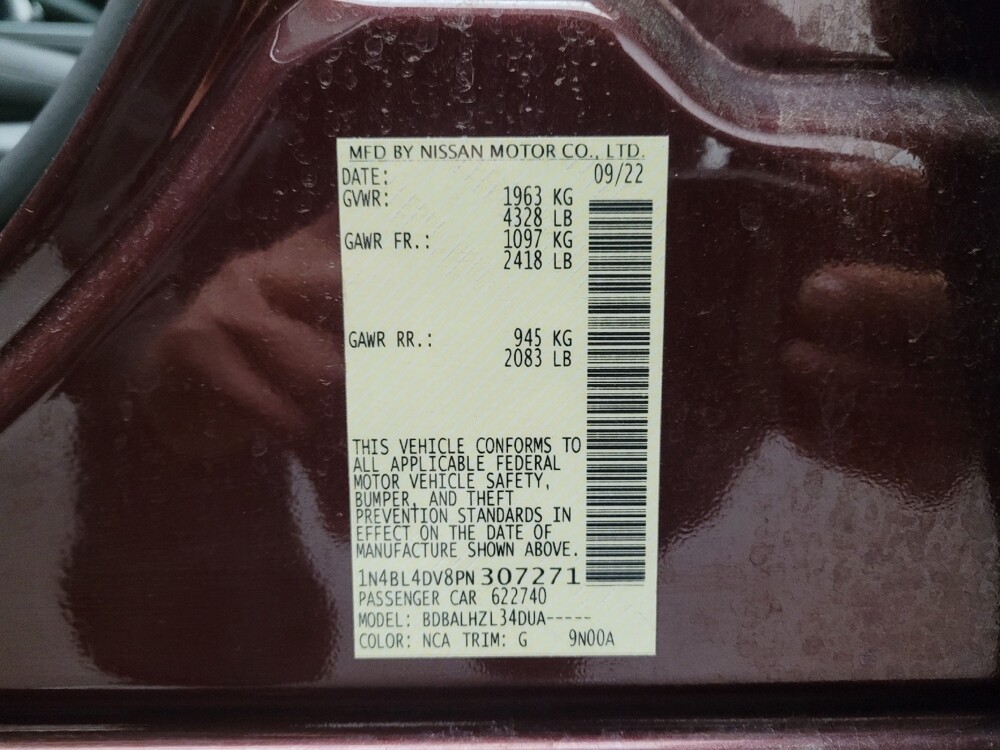 MFD BY NISSAN MOTOR CO., LTD.
DATE: 09/22
GVWR: 1963 KG
4328 LB
GAWR FR.: 1097 KG
2418 LB
GAWR RR.: 945 KG
2083 LB
THIS VEHICLE CONFORMS TO
ALL APPLICABLE FEDERAL
MOTOR VEHICLE SAFETY,
BUMPER, AND THEFT
PREVENTION STANDARDS IN
EFFECT ON THE DATE OF
MANUFACTURE SHOWN ABOVE.
1N4BL4DV8PN307271
PASSENGER CAR 622740
MODEL: BDBALHZL34DUA-----
COLOR: NCA TRIM: G 9N00A